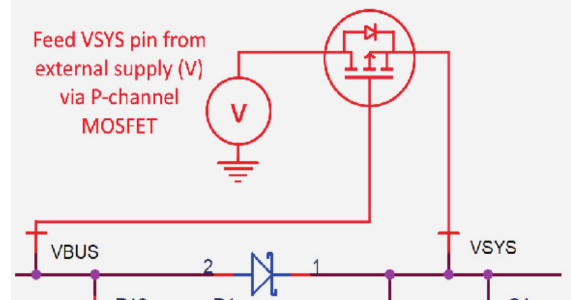 Feed VSYS pin from
external supply (V)
via P-channel
MOSFET
V
VBUS
VSYS
2
1